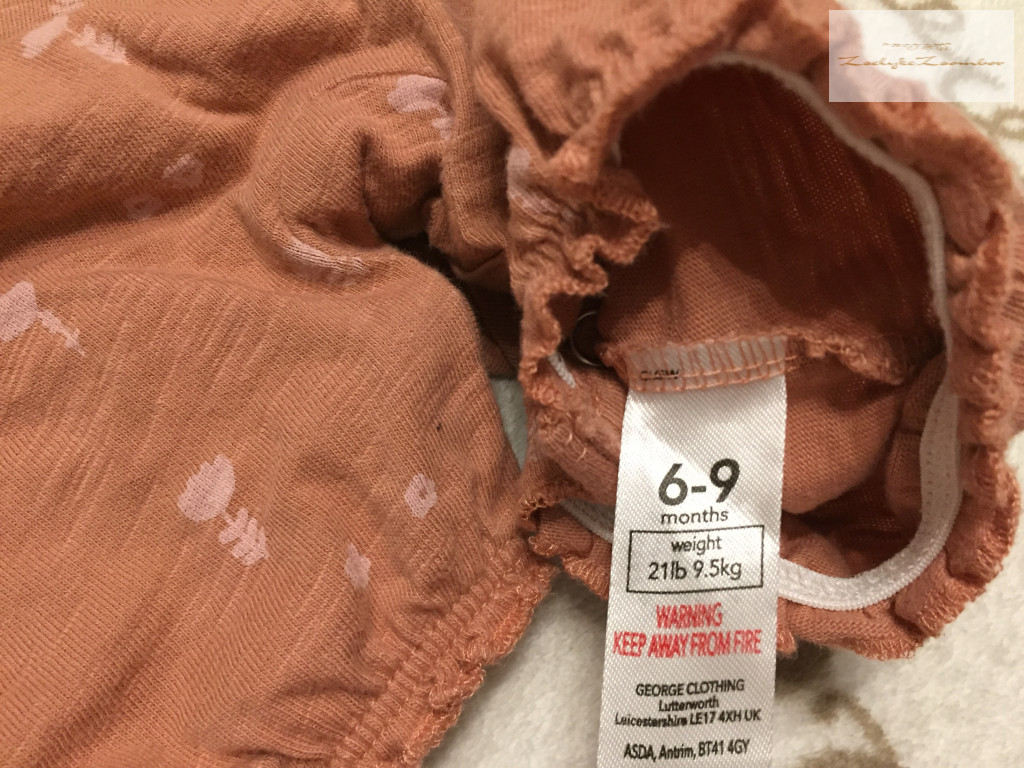 6-9
months
weight
21lb 9.5kg
WARNING
KEEP AWAY FROM FIRE
GEORGE CLOTHING
Lutterworth
Leicestershire LE17 4XH UK
ASDA, Antrim, BT41 4GY